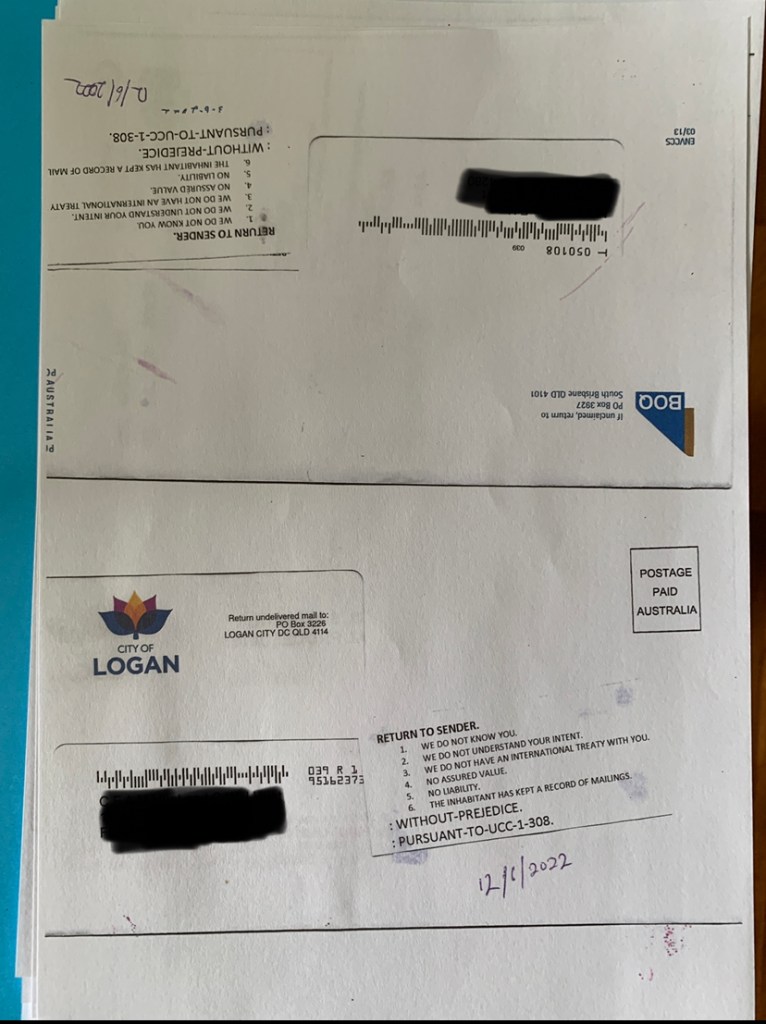 12/6/2022
: PURSUANT-TO-UCC-1-308.
: WITHOUT-PREJEDICE.
6. THE INHABITANT HAS KEPT A RECORD OF MAIL
5. NO LIABILITY.
4. NO ASSURED VALUE.
3. WE DO NOT HAVE AN INTERNATIONAL TREATY
2. WE DO NOT UNDERSTAND YOUR INTENT.
1. WE DO NOT KNOW YOU.
RETURN TO SENDER.
ENVCCS
03/13
T 050108 039
BOQ
If unclaimed, return to
PO Box 3927
South Brisbane QLD 4101
AUSTRALIA
CITY OF
LOGAN
Return undelivered mail to:
PO Box 3226
LOGAN CITY DC QLD 4114
POSTAGE
PAID
AUSTRALIA
039 R 1
95162373
RETURN TO SENDER.
1. WE DO NOT KNOW YOU.
2. WE DO NOT UNDERSTAND YOUR INTENT.
3. WE DO NOT HAVE AN INTERNATIONAL TREATY WITH YOU.
4. NO ASSURED VALUE.
5. NO LIABILITY.
6. THE INHABITANT HAS KEPT A RECORD OF MAILINGS.
: WITHOUT-PREJEDICE.
: PURSUANT-TO-UCC-1-308.
12/6/2022